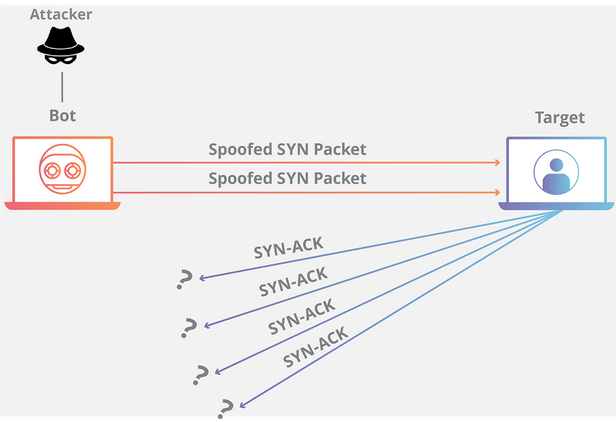 Attacker
Bot
Target
Spoofed SYN Packet
Spoofed SYN Packet
SYN-ACK
?
SYN-ACK
?
SYN-ACK
?
SYN-ACK
?